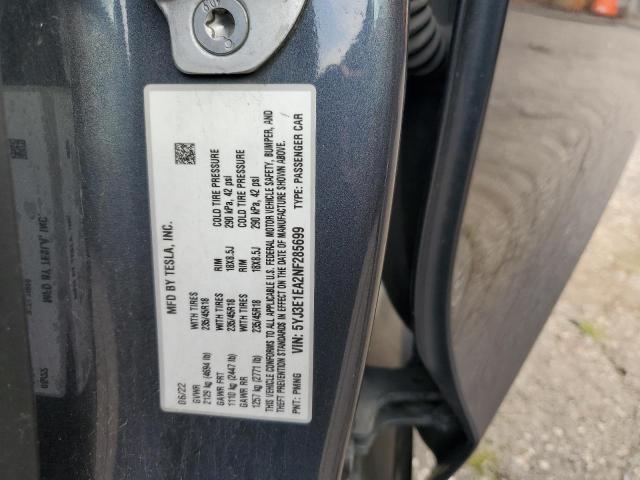 MFD BY TESLA, INC.
06/22
GVWR WITH TIRES RIM COLD TIRE PRESSURE
2129 kg (4694 lb) 235/45R18 18X8.5J 290 kPa, 42 psi
GAWR FRT WITH TIRES RIM COLD TIRE PRESSURE
1110 kg (2447 lb) 235/45R18 18X8.5J 290 kPa, 42 psi
GAWR RR WITH TIRES RIM COLD TIRE PRESSURE
1257 kg (2771 lb) 235/45R18 18X8.5J 290 kPa, 42 psi
THIS VEHICLE CONFORMS TO ALL APPLICABLE U.S. FEDERAL MOTOR VEHICLE SAFETY, BUMPER, AND
THEFT PREVENTION STANDARDS IN EFFECT ON THE DATE OF MANUFACTURE SHOWN ABOVE.
PNT: PMNG VIN: 5YJ3E1EA2NF285699 TYPE: PASSENGER CAR